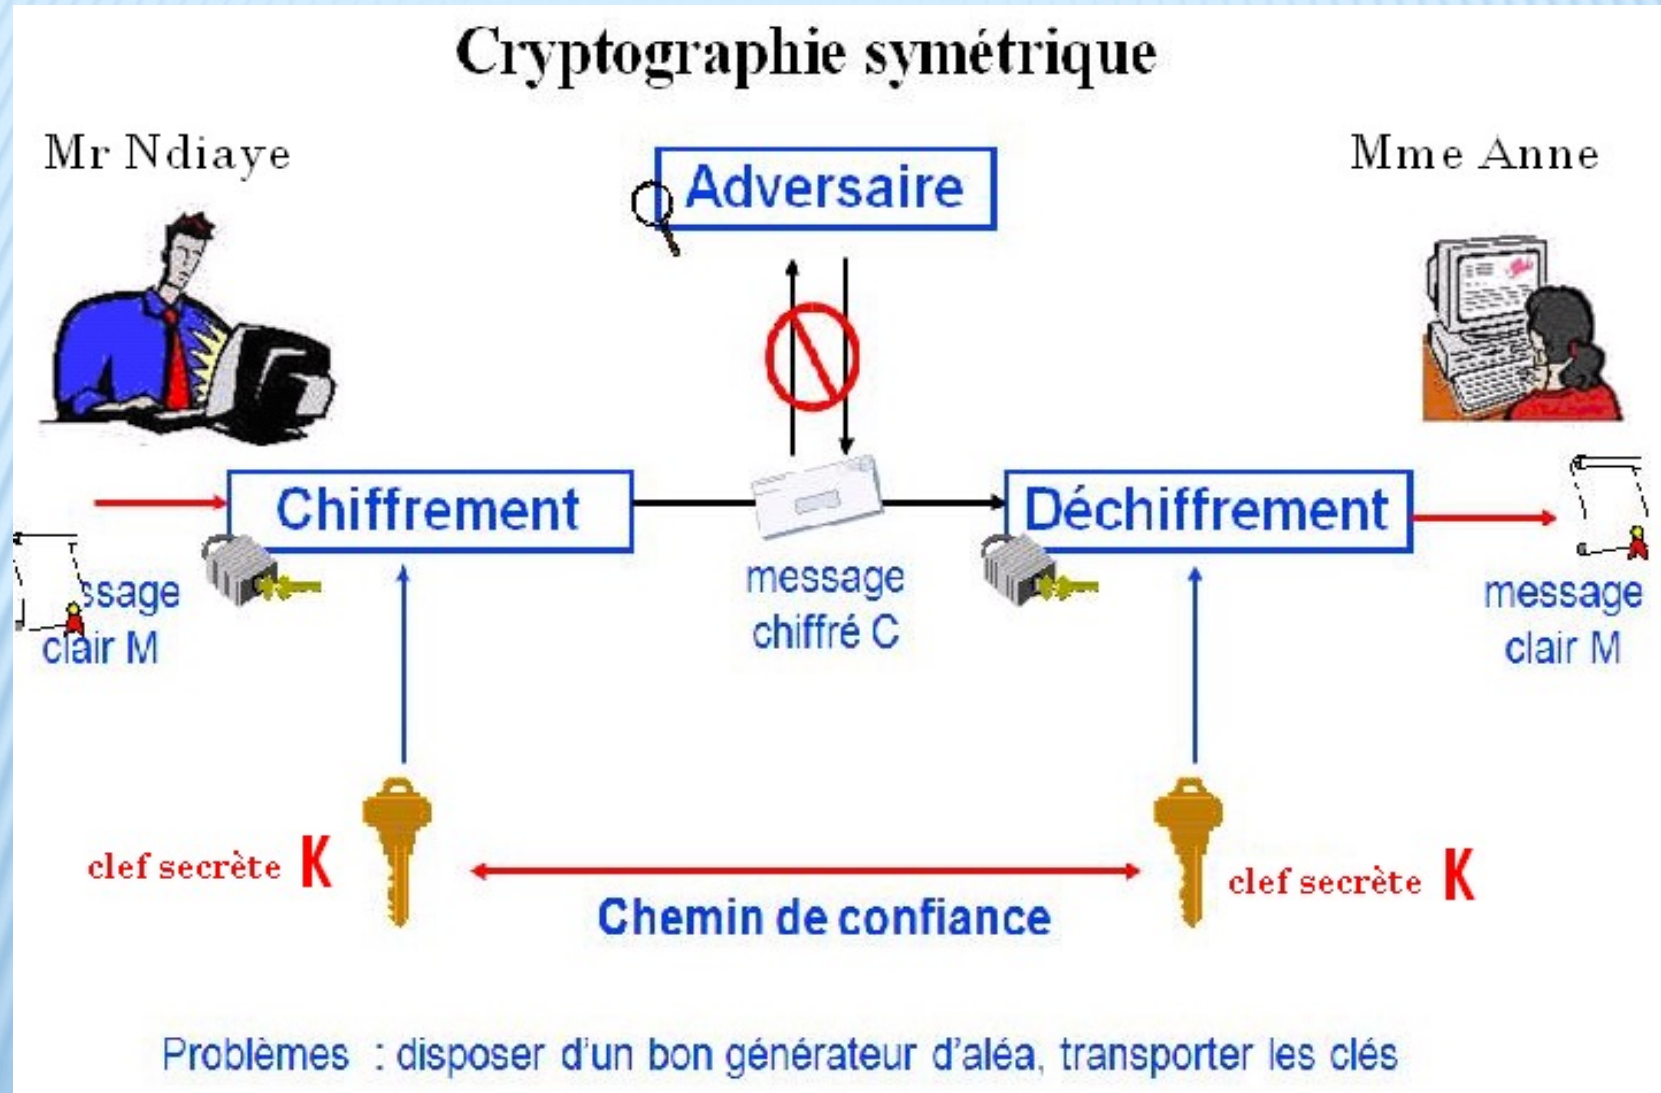 Cryptographie symétrique
Mr Ndiaye
Mme Anne
Adversaire
Chiffrement
Déchiffrement
ssage
clair M
message
chiffré C
message
clair M
clef secrète K
clef secrète K
Chemin de confiance
Problèmes : disposer d'un bon générateur d'aléa, transporter les clés